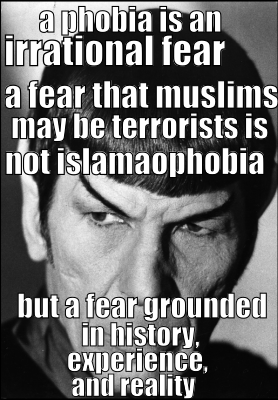 a phobia is an
irrational fear
a fear that muslims
may be terrorists is
not islamaophobia
but a fear grounded
in history,
experience,
and reality